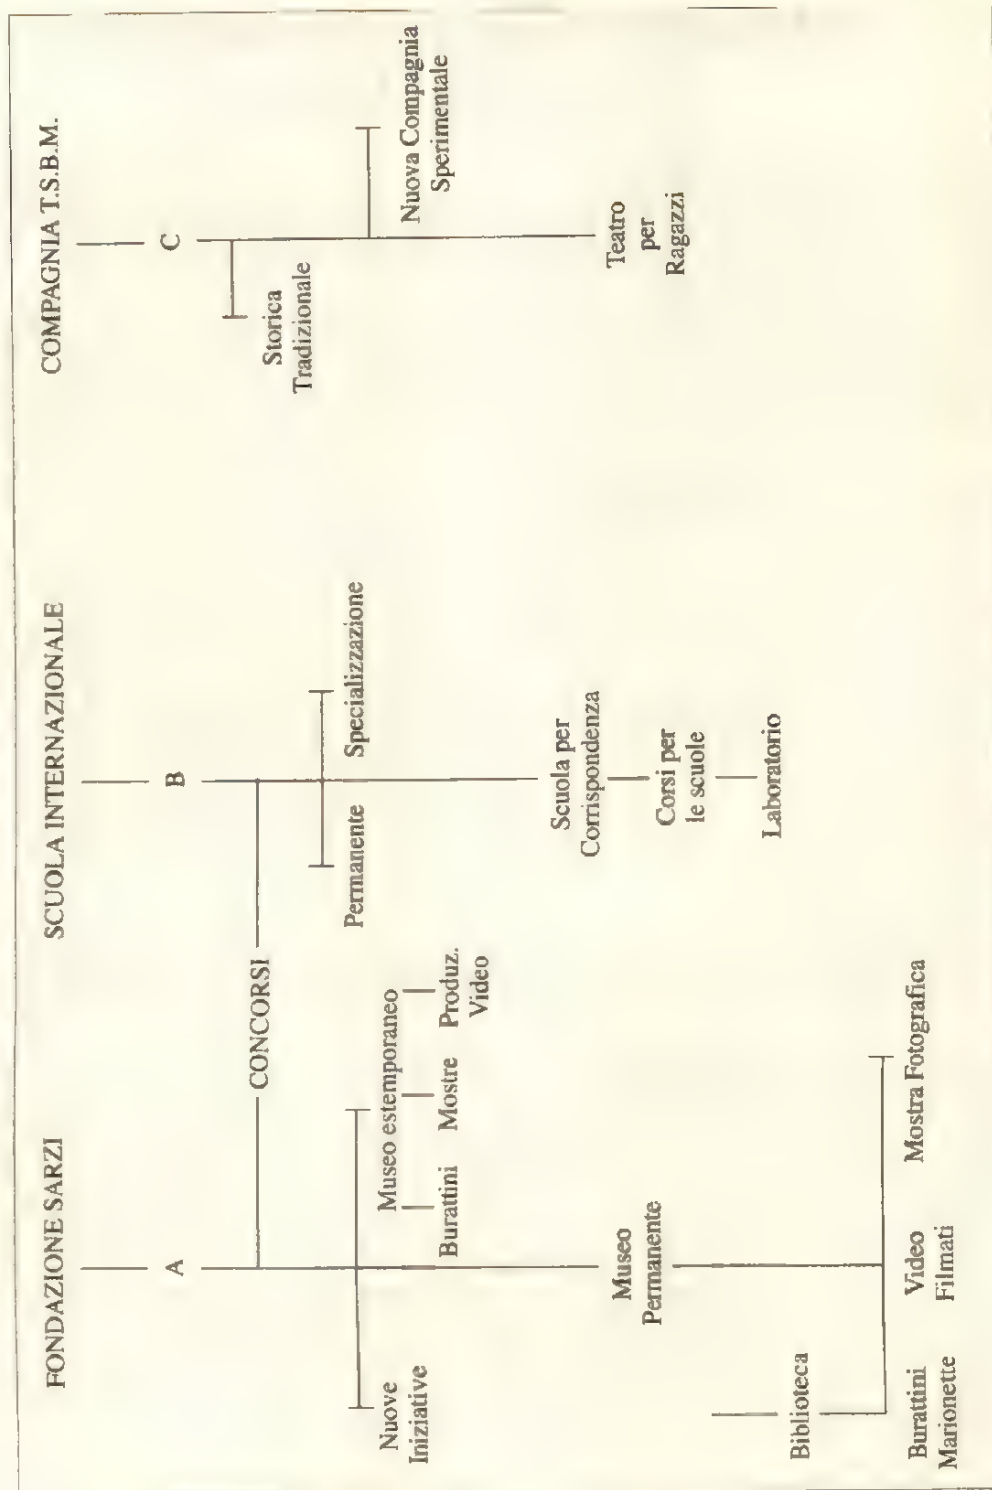 FONDAZIONE SARZI
A
CONCORSI
Nuove
Iniziative
Museo estemporaneo
Burattini
Mostre
Produz.
Video
Museo
Permanente
Biblioteca
Burattini
Marionette
Video
Filmati
Mostra Fotografica
SCUOLA INTERNAZIONALE
B
Permanente
Specializzazione
Scuola per
Corrispondenza
Corsi per
le scuole
Laboratorio
COMPAGNIA T.S.B.M.
C
Storica
Tradizionale
Nuova Compagnia
Sperimentale
Teatro
per
Ragazzi